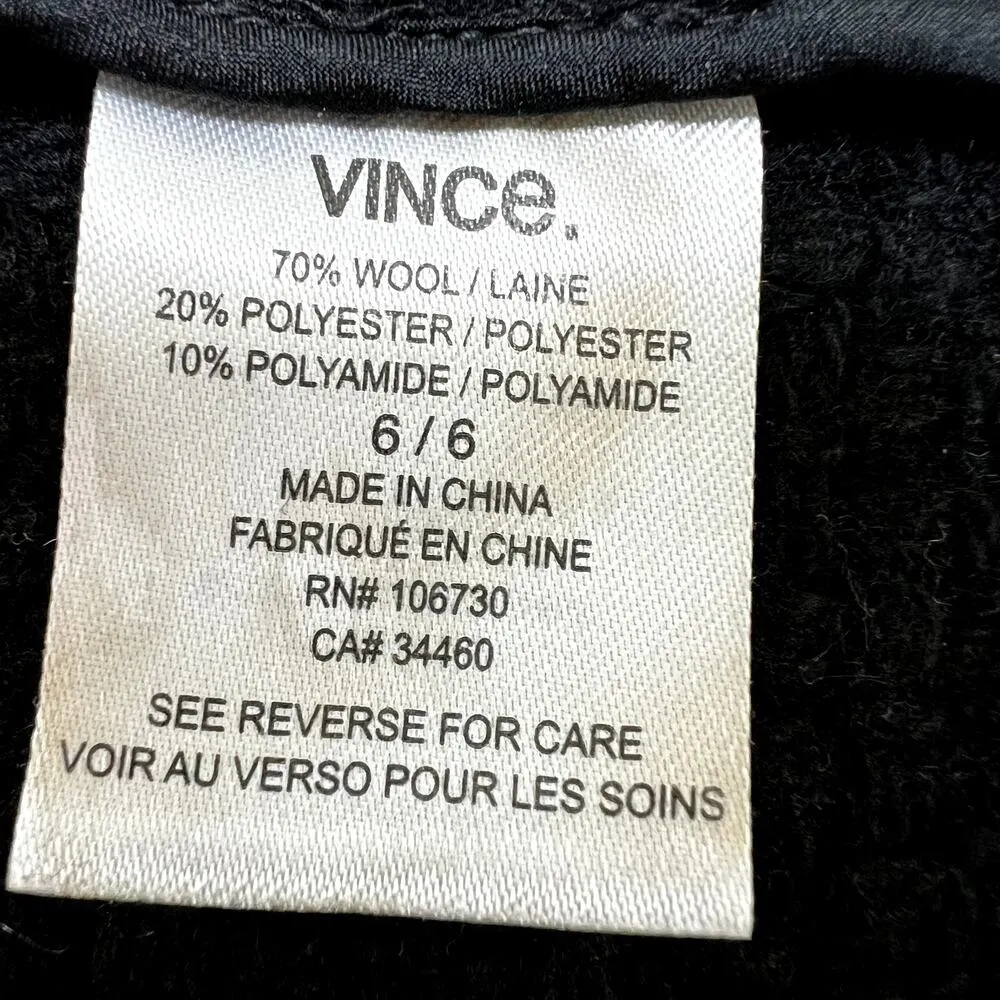 VINCe.
70% WOOL / LAINE
20% POLYESTER / POLYESTER
10% POLYAMIDE / POLYAMIDE
6 / 6
MADE IN CHINA
FABRIQUÉ EN CHINE
RN# 106730
CA# 34460
SEE REVERSE FOR CARE
VOIR AU VERSO POUR LES SOINS